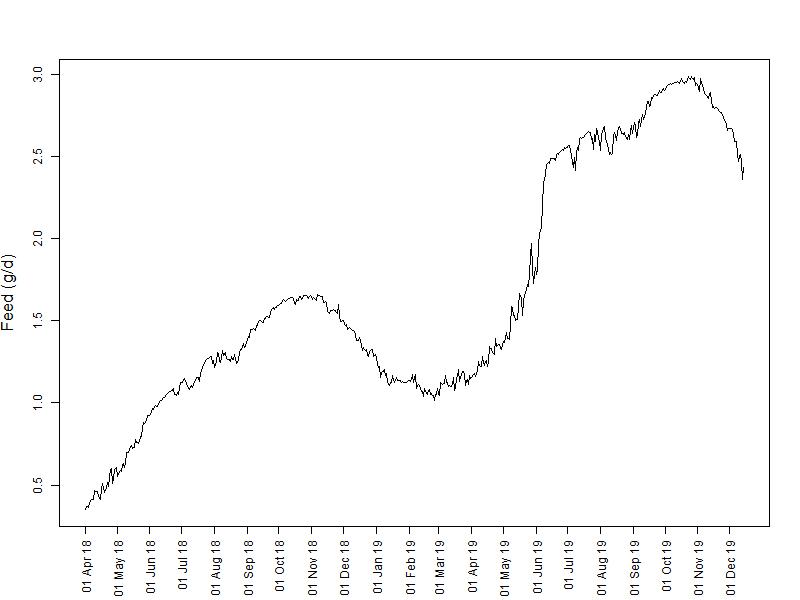 Feed (g/d)
3.0
2.5
2.0
1.5
1.0
0.5
01 Apr 18
01 May 18
01 Jun 18
01 Jul 18
01 Aug 18
01 Sep 18
01 Oct 18
01 Nov 18
01 Dec 18
01 Jan 19
01 Feb 19
01 Mar 19
01 Apr 19
01 May 19
01 Jun 19
01 Jul 19
01 Aug 19
01 Sep 19
01 Oct 19
01 Nov 19
01 Dec 19